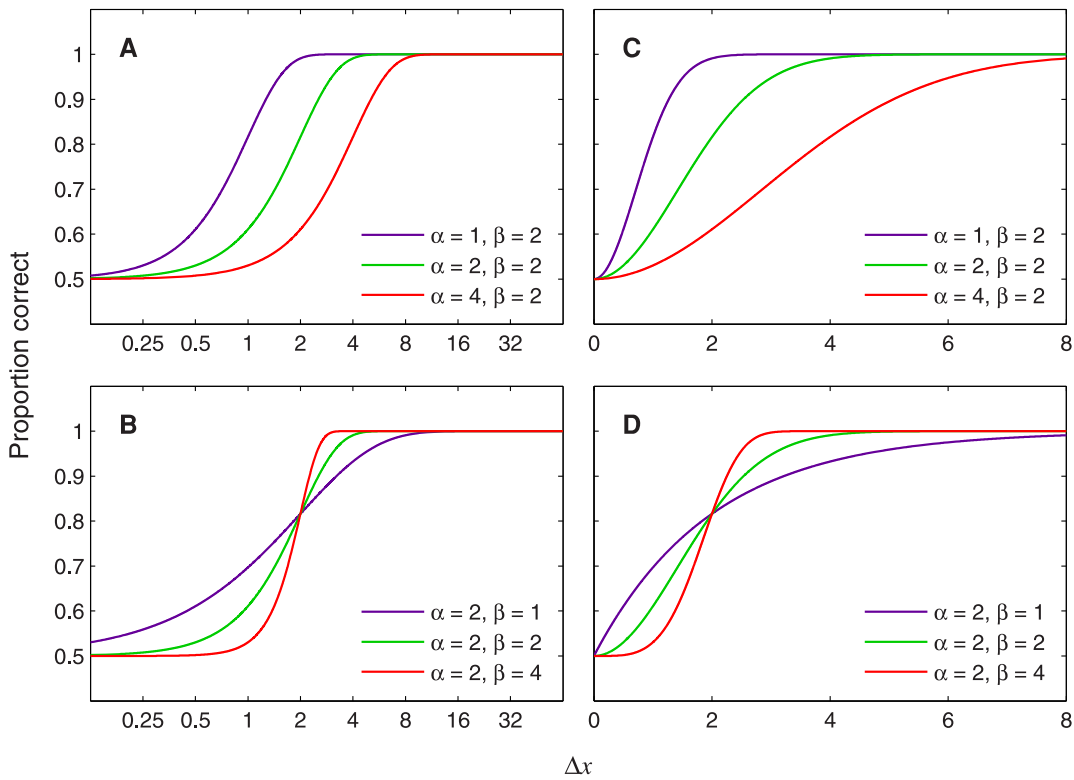 A
1
0.9
0.8
0.7
0.6
0.5
α = 1, β = 2
α = 2, β = 2
α = 4, β = 2
0.25 0.5 1 2 4 8 16 32
C
α = 1, β = 2
α = 2, β = 2
α = 4, β = 2
0 2 4 6 8
Proportion correct
B
1
0.9
0.8
0.7
0.6
0.5
α = 2, β = 1
α = 2, β = 2
α = 2, β = 4
0.25 0.5 1 2 4 8 16 32
D
α = 2, β = 1
α = 2, β = 2
α = 2, β = 4
0 2 4 6 8
Δx